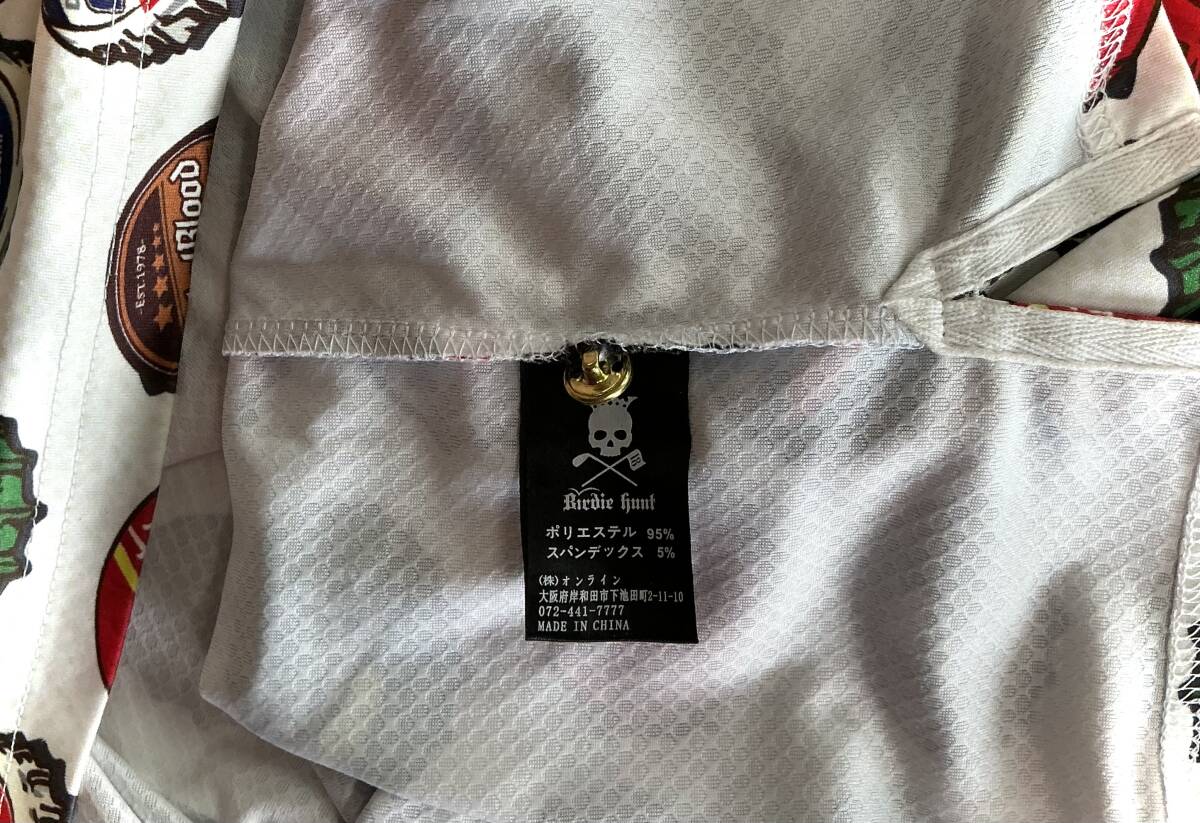 Blood
-EST.1978-
Birdie Hunt
ポリエステル 95%
スパンデックス 5%
(株)オンライン
大阪府岸和田市下池田町2-11-10
072-441-7777
MADE IN CHINA